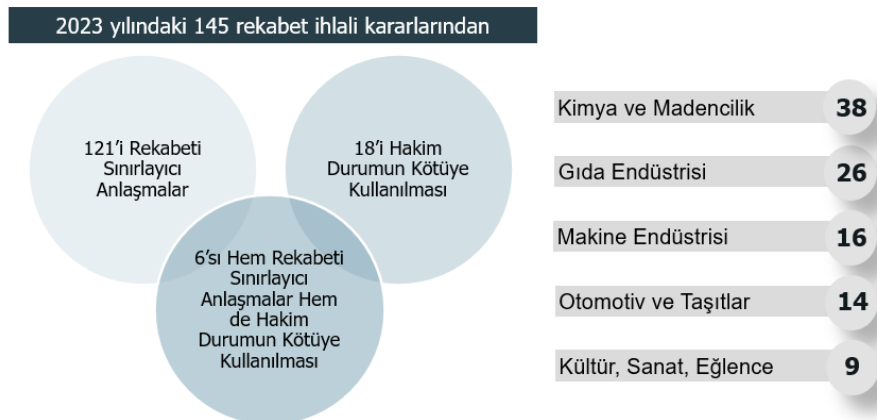 2023 yılındaki 145 rekabet ihlali kararlarından
121’i Rekabeti
Sınırlayıcı
Anlaşmalar
18’i Hakim
Durumun Kötüye
Kullanılması
6’sı Hem Rekabeti
Sınırlayıcı
Anlaşmalar Hem
de Hakim
Durumun Kötüye
Kullanılması
Kimya ve Madencilik 38
Gıda Endüstrisi 26
Makine Endüstrisi 16
Otomotiv ve Taşıtlar 14
Kültür, Sanat, Eğlence 9